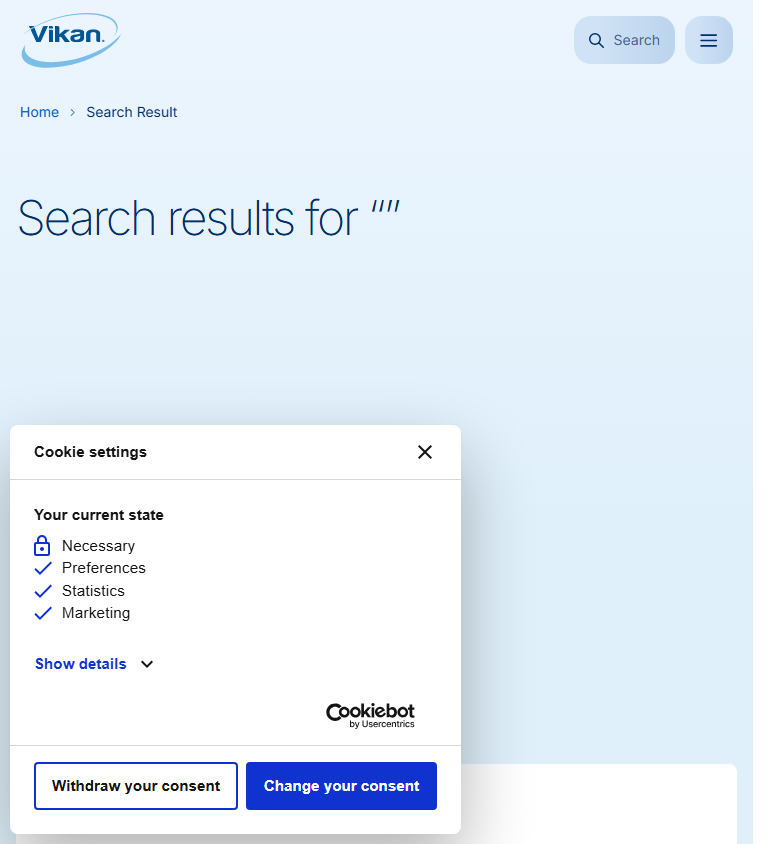 Vikan.
Search
Home > Search Result
Search results for “”
Cookie settings
Your current state
Necessary
Preferences
Statistics
Marketing
Show details
Cookiebot
by Usercentrics
Withdraw your consent
Change your consent